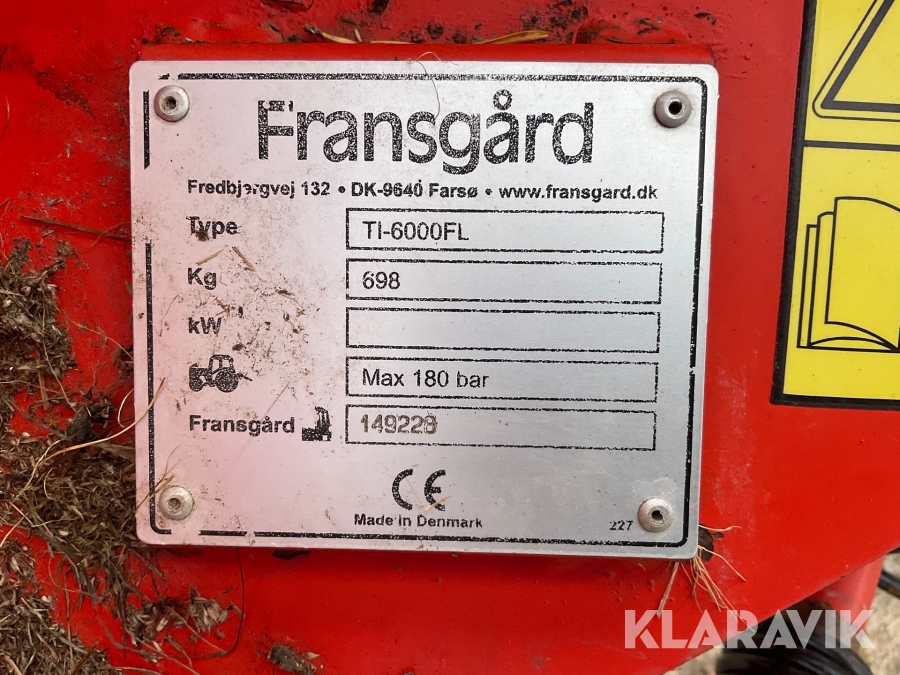 Fransgård
Fredbjergvej 132 • DK-9640 Farsø • www.fransgard.dk
Type TI-6000FL
Kg 698
kW
Max 180 bar
Fransgård 149228
CE
Made in Denmark 227
KLARAVIK